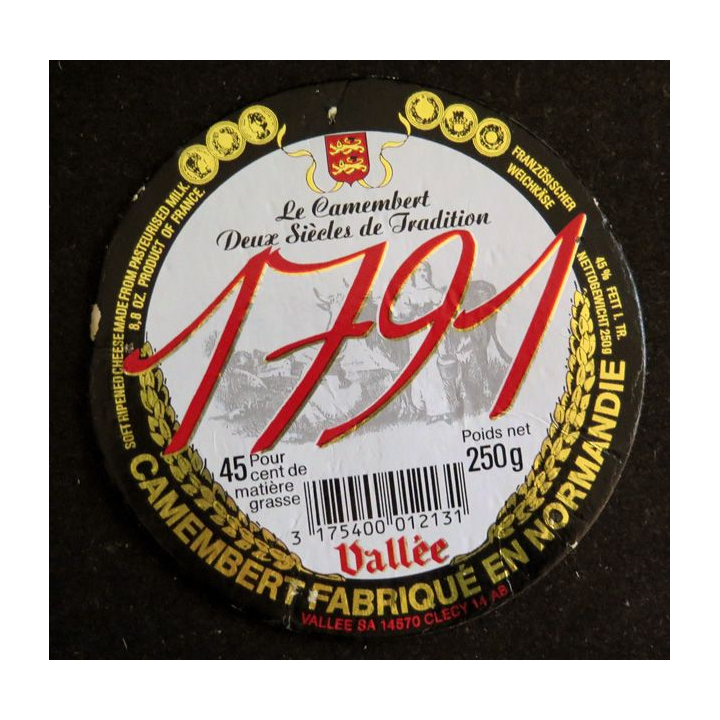 Le Camembert
Deux Siècles de Tradition
1791
SOFT RIPENED CHEESE MADE FROM PASTEURISED MILK.
8,8 OZ. PRODUCT OF FRANCE.
FRANZÖSISCHER
WEICHKÄSE
45% FETT I. TR.
NETTOGEWICHT 250g
45 Pour
cent de
matière
grasse
Poids net
250g
3 175400 012131
Vallée
CAMEMBERT FABRIQUÉ EN NORMANDIE
VALLEE SA 14570 CLECY 14 AB